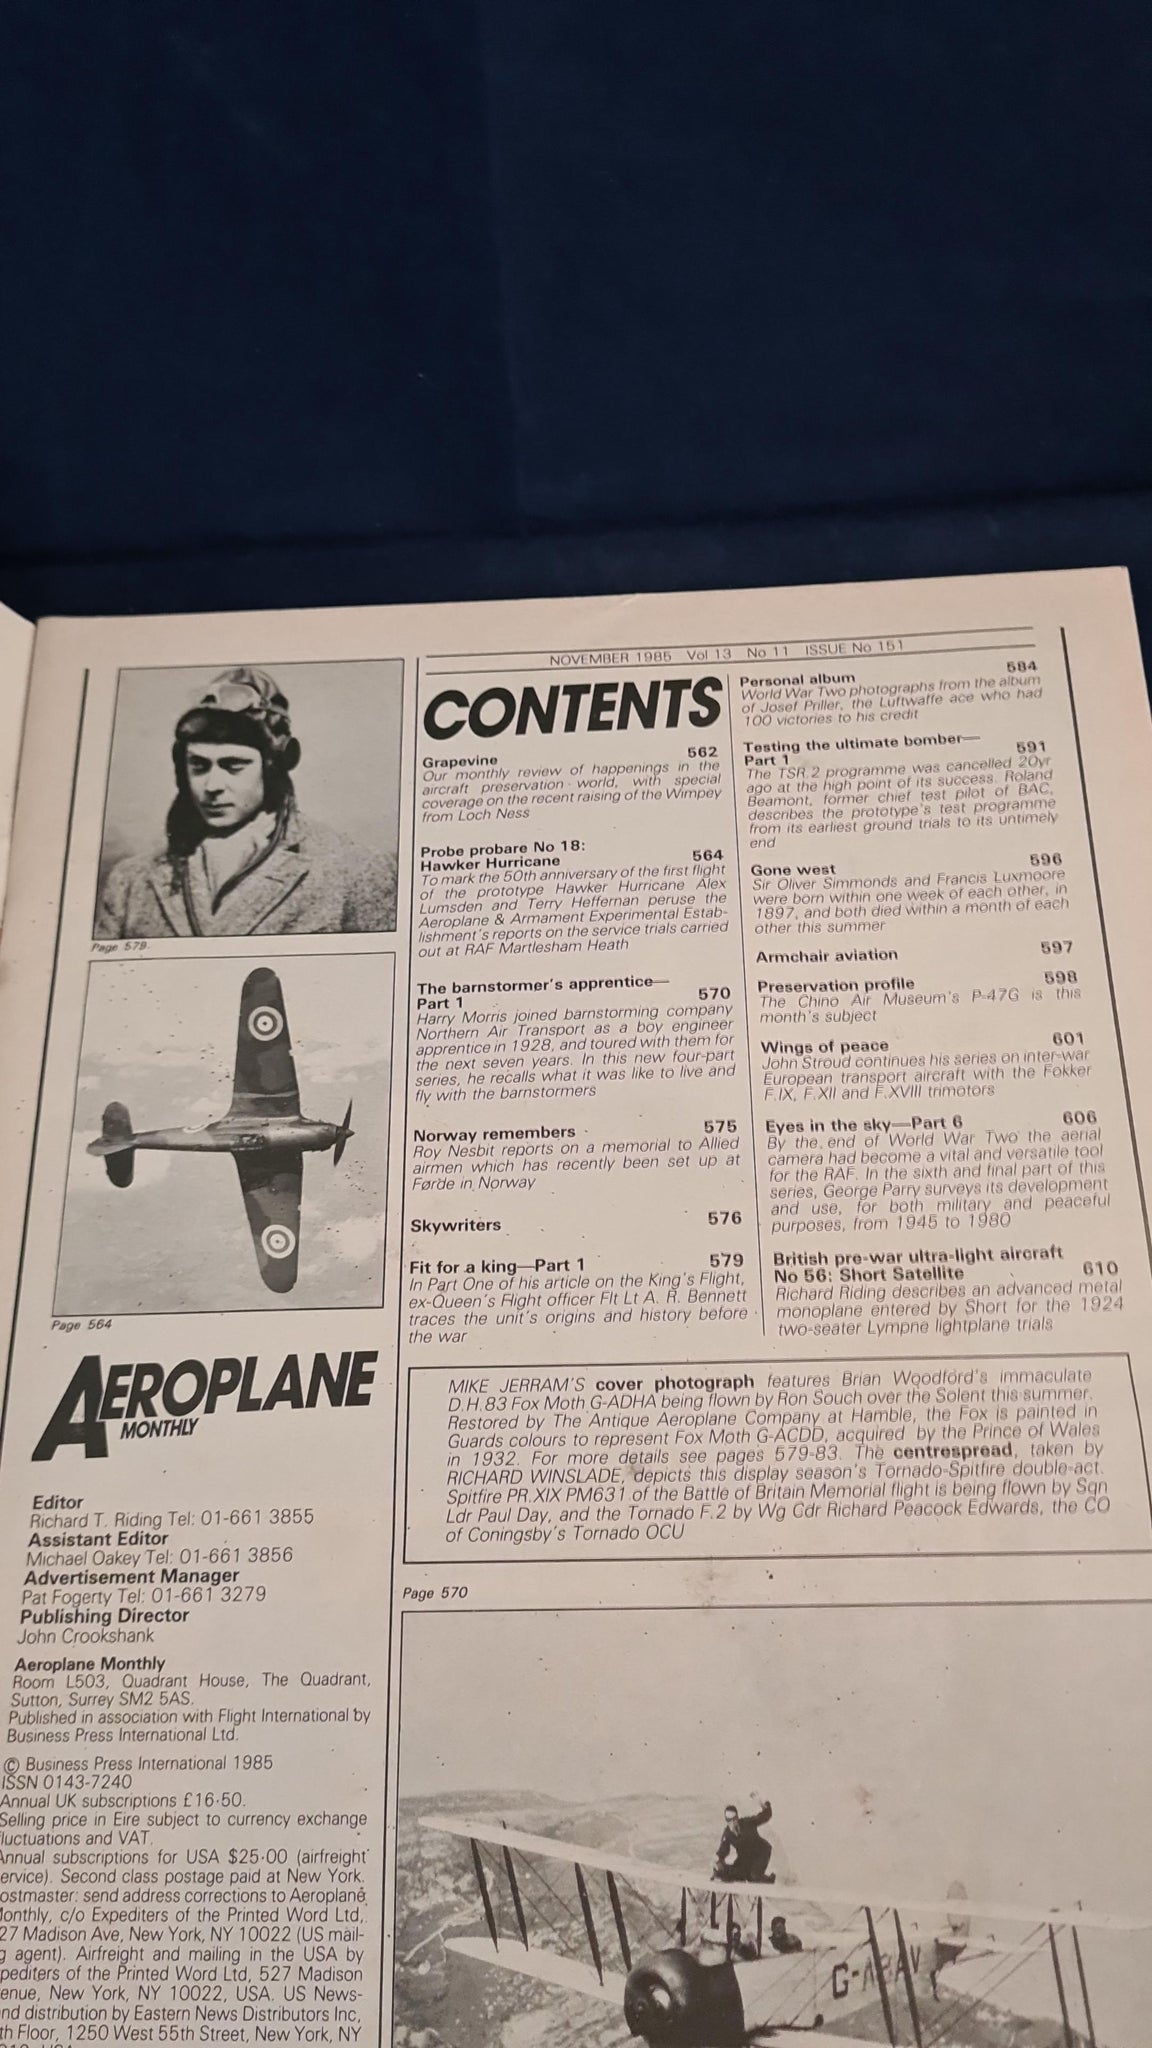 NOVEMBER 1985 Vol 13 No 11 ISSUE No 151
CONTENTS
Grapevine 562
Our monthly review of happenings in the
aircraft preservation world, with special
coverage on the recent raising of the Wimpey
from Loch Ness
Probe probare No 18:
Hawker Hurricane 564
To mark the 50th anniversary of the first flight
of the prototype Hawker Hurricane Alex
Lumsden and Terry Heffernan peruse the
Aeroplane & Armament Experimental Estab-
lishment's reports on the service trials carried
out at RAF Martlesham Heath
The barnstormer's apprentice—
Part 1 570
Harry Morris joined barnstorming company
Northern Air Transport as a boy engineer
apprentice in 1928, and toured with them for
the next seven years. In this new four-part
series, he recalls what it was like to live and
fly with the barnstormers
Norway remembers 575
Roy Nesbit reports on a memorial to Allied
airmen which has recently been set up at
Førde in Norway
Skywriters 576
Fit for a king—Part 1 579
In Part One of his article on the King's Flight,
ex-Queen's Flight officer Flt Lt A. R. Bennett
traces the unit's origins and history before
the war
Personal album 584
World War Two photographs from the album
of Josef Priller, the Luftwaffe ace who had
100 victories to his credit
Testing the ultimate bomber—
Part 1 591
The TSR.2 programme was cancelled 20yr
ago at the high point of its success. Roland
Beamont, former chief test pilot of BAC,
describes the prototype's test programme
from its earliest ground trials to its untimely
end
Gone west 596
Sir Oliver Simmonds and Francis Luxmoore
were born within one week of each other, in
1897, and both died within a month of each
other this summer
Armchair aviation 597
Preservation profile 598
The Chino Air Museum's P-47G is this
month's subject
Wings of peace 601
John Stroud continues his series on inter-war
European transport aircraft with the Fokker
F.IX, F.XII and F.XVIII trimotors
Eyes in the sky—Part 6 606
By the end of World War Two the aerial
camera had become a vital and versatile tool
for the RAF. In the sixth and final part of this
series, George Parry surveys its development
and use, for both military and peaceful
purposes, from 1945 to 1980
British pre-war ultra-light aircraft
No 56: Short Satellite 610
Richard Riding describes an advanced metal
monoplane entered by Short for the 1924
two-seater Lympne lightplane trials
Page 579
Page 564
AEROPLANE
MONTHLY
Editor
Richard T. Riding Tel: 01-661 3855
Assistant Editor
Michael Oakey Tel: 01-661 3856
Advertisement Manager
Pat Fogerty Tel: 01-661 3279
Publishing Director
John Crookshank
Aeroplane Monthly
Room L503, Quadrant House, The Quadrant,
Sutton, Surrey SM2 5AS.
Published in association with Flight International by
Business Press International Ltd.
© Business Press International 1985
ISSN 0143-7240
Annual UK subscriptions £16·50.
Selling price in Eire subject to currency exchange
luctuations and VAT.
Annual subscriptions for USA $25·00 (airfreight
ervice). Second class postage paid at New York.
ostmaster: send address corrections to Aeroplane
onthly, c/o Expediters of the Printed Word Ltd,
27 Madison Ave, New York, NY 10022 (US mail-
g agent). Airfreight and mailing in the USA by
pediters of the Printed Word Ltd, 527 Madison
enue, New York, NY 10022, USA. US News-
nd distribution by Eastern News Distributors Inc,
th Floor, 1250 West 55th Street, New York, NY
MIKE JERRAM'S cover photograph features Brian Woodford's immaculate
D.H.83 Fox Moth G-ADHA being flown by Ron Souch over the Solent this summer.
Restored by The Antique Aeroplane Company at Hamble, the Fox is painted in
Guards colours to represent Fox Moth G-ACDD, acquired by the Prince of Wales
in 1932. For more details see pages 579-83. The centrespread, taken by
RICHARD WINSLADE, depicts this display season's Tornado-Spitfire double-act.
Spitfire PR.XIX PM631 of the Battle of Britain Memorial flight is being flown by Sqn
Ldr Paul Day, and the Tornado F.2 by Wg Cdr Richard Peacock Edwards, the CO
of Coningsby's Tornado OCU
Page 570